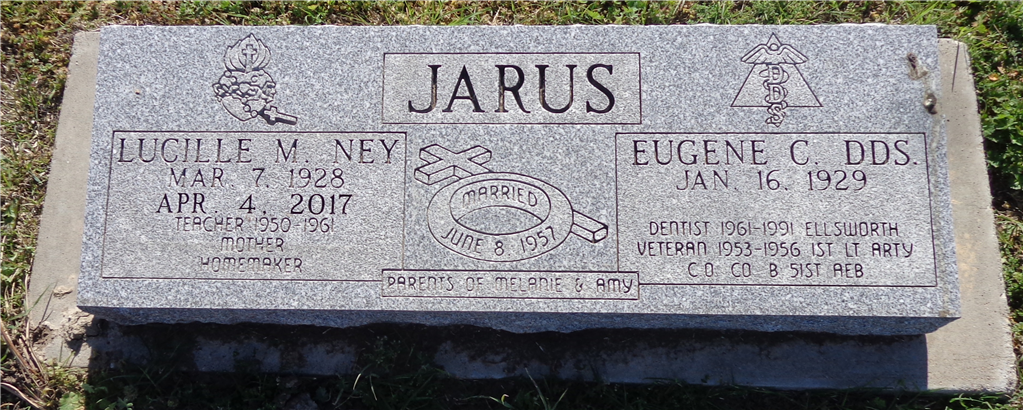 JARUS
LUCILLE M. NEY
MAR. 7, 1928
APR. 4, 2017
TEACHER 1950-1961
MOTHER
HOMEMAKER
MARRIED
JUNE 8, 1957
PARENTS OF MELANIE & AMY
DDS
EUGENE C. DDS.
JAN. 16, 1929
DENTIST 1961-1991 ELLSWORTH
VETERAN 1953-1956 1ST LT ARTY
C.O. CO. B 51ST AEB